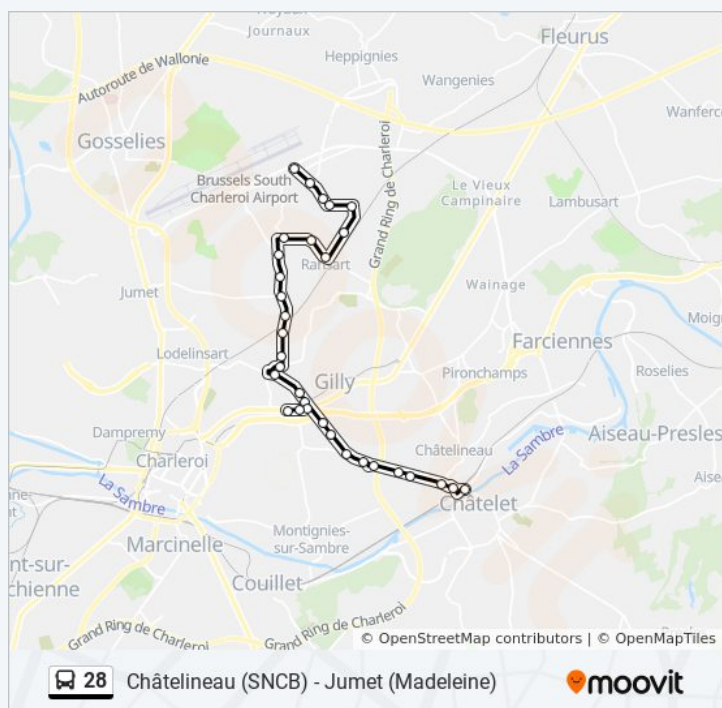 Journaux
Fleurus
Heppignies
Autoroute de Wallonie
Wangenies
Wanferce
Gosselies
Grand Ring de Charleroi
Brussels South
Charleroi Airport
Le Vieux
Campinaire
Lambusart
Ransart
Wainage
Jumet
Moig
Farciennes
Lodelinsart
Roselies
Gilly
Pironchamps
Dampremy
Aiseau-Presles
Châtelineau
La Sambre
Charleroi
Aise
La Sambre
Châtelet
Montignies-
sur-Sambre
Marcinelle
nt-sur-
chienne
Couillet
Grand Ring de Charleroi
Grand Ring de Charleroi
© OpenStreetMap contributors | © OpenMapTiles
28 Châtelineau (SNCB) - Jumet (Madeleine)
moovit